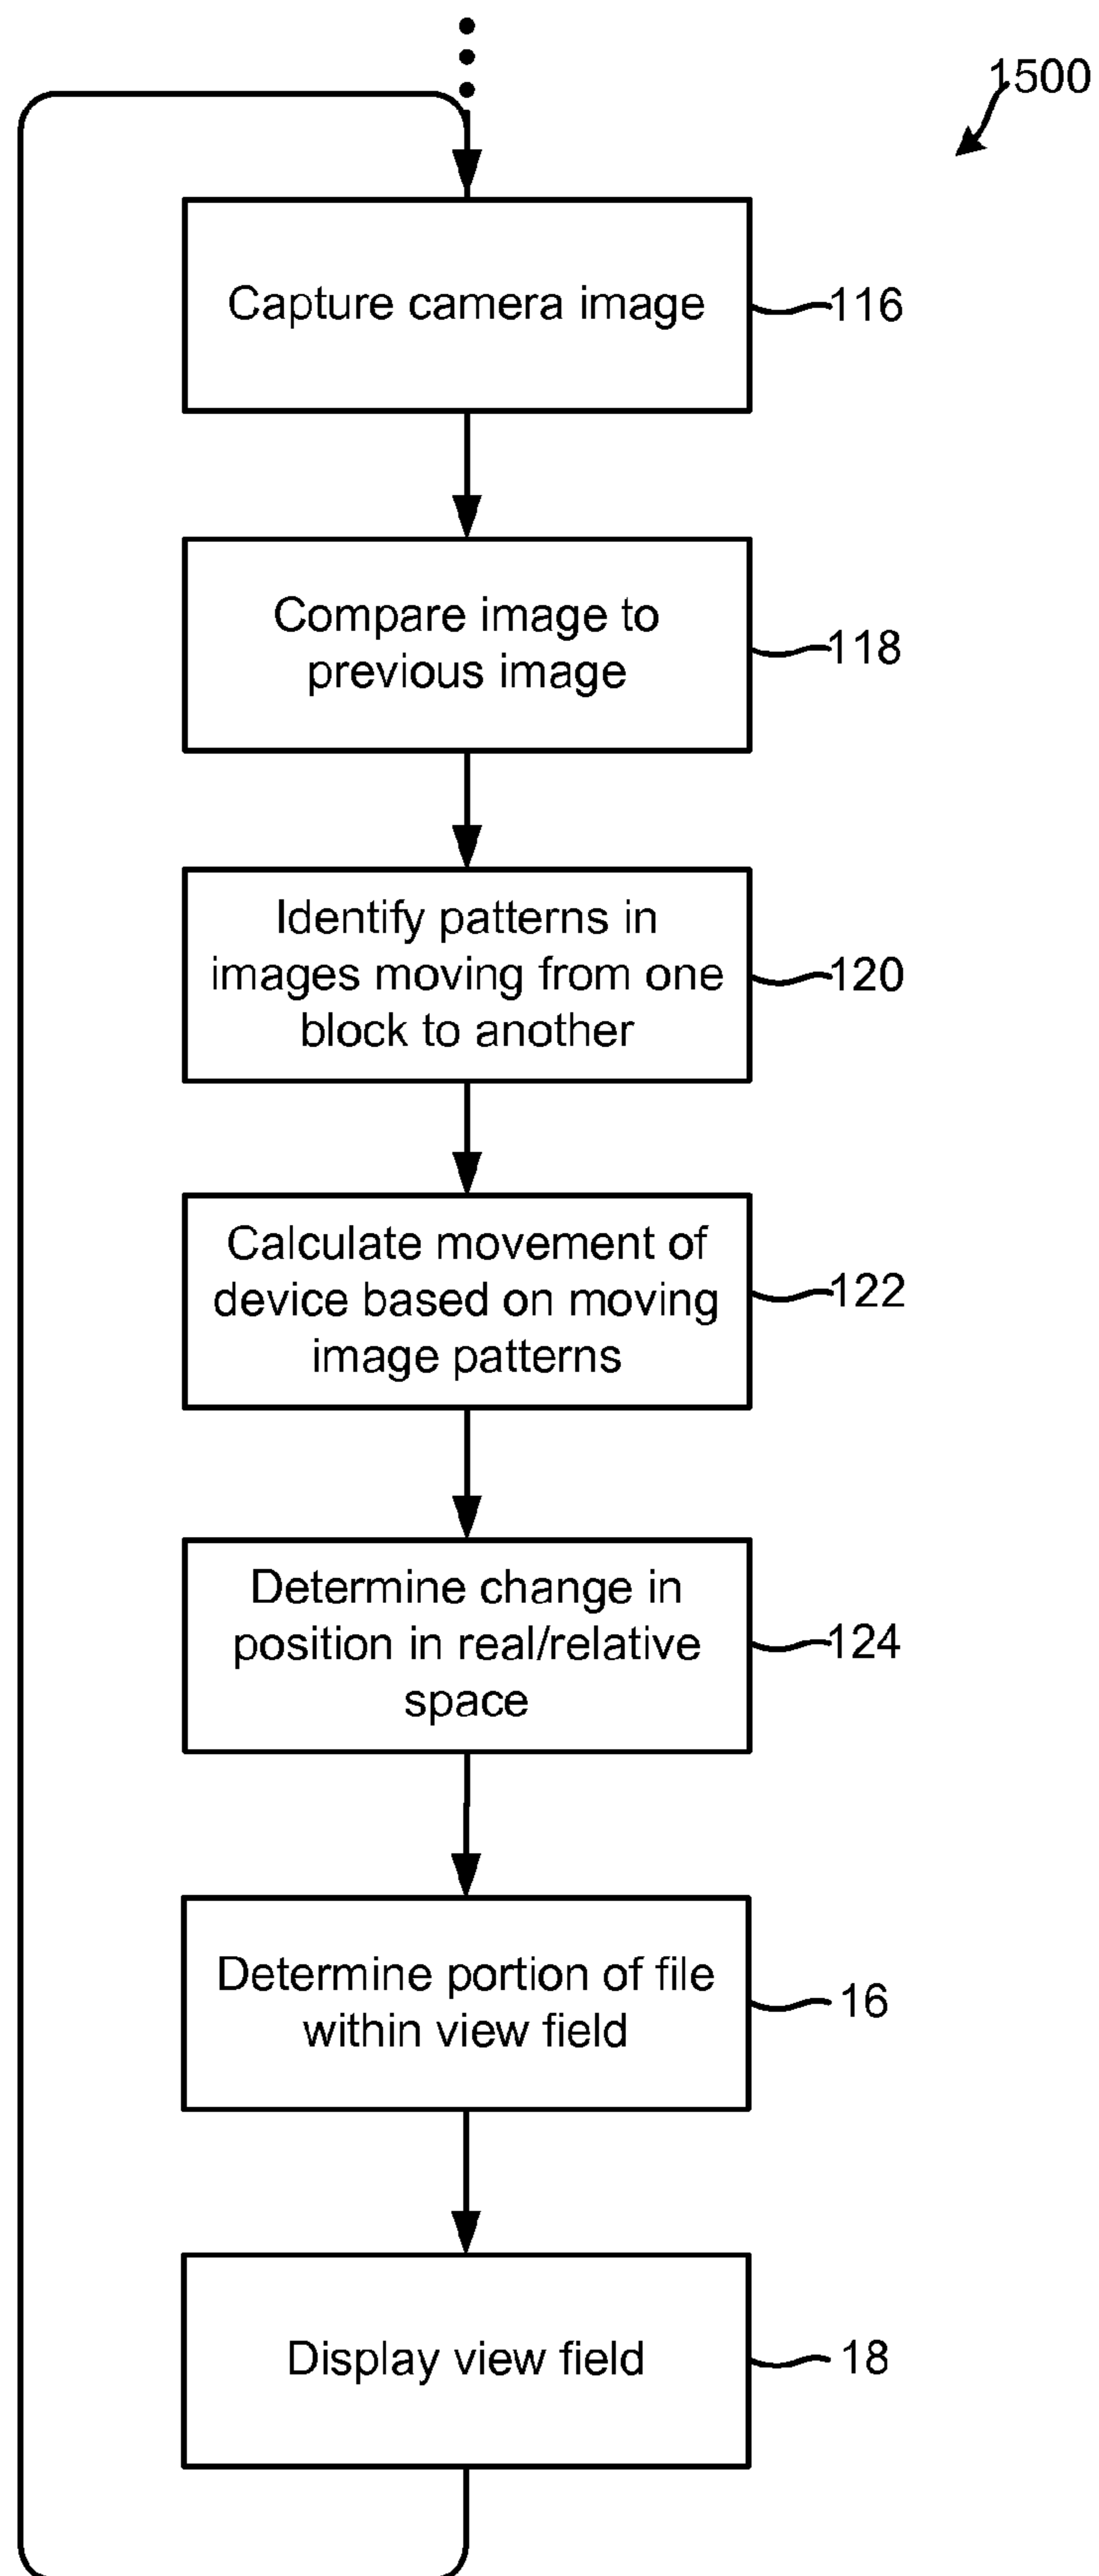 1500
Capture camera image
116
Compare image to
previous image
118
Identify patterns in
images moving from one
block to another
120
Calculate movement of
device based on moving
image patterns
122
Determine change in
position in real/relative
space
124
Determine portion of file
within view field
16
Display view field
18